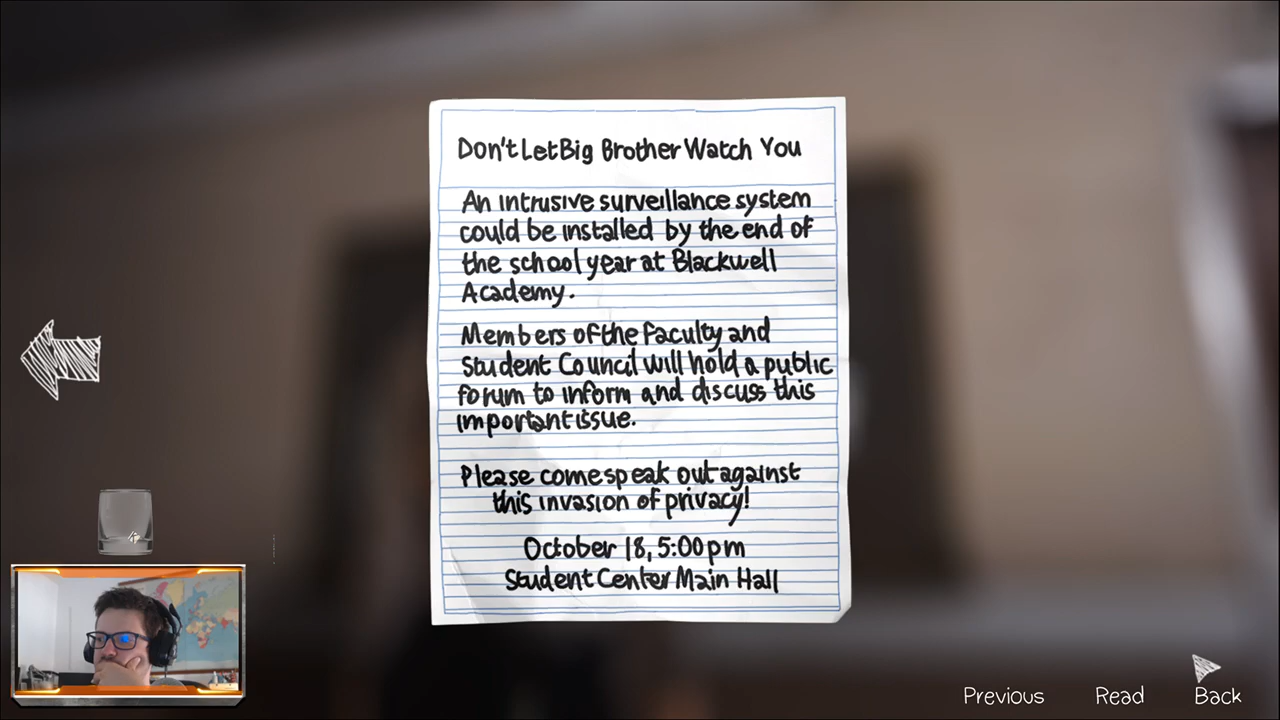 Don't Let Big Brother Watch You
An intrusive surveillance system
could be installed by the end of
the school year at Blackwell
Academy.
Members of the faculty and
Student Council will hold a public
forum to inform and discuss this
important issue.
Please come speak out against
this invasion of privacy!
October 18, 5:00pm
Student Center Main Hall
Previous
Read
Back